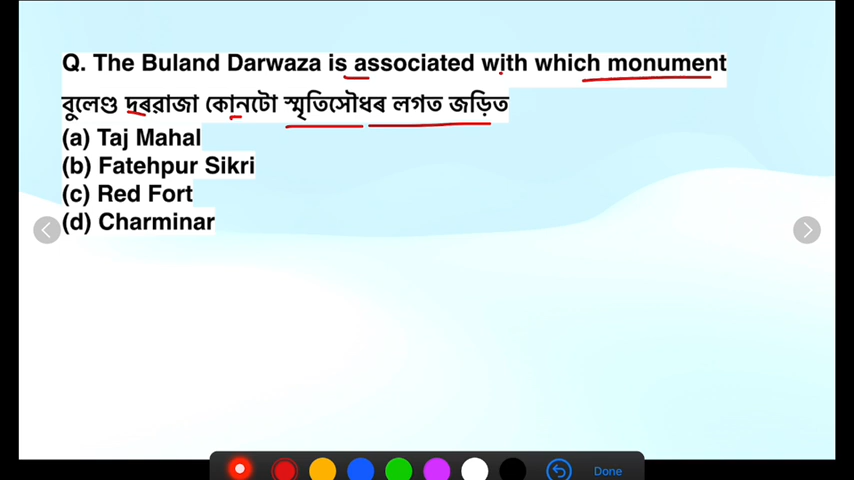 Q. The Buland Darwaza is associated with which monument
বুলেণ্ড দৰৱাজা কোনটো স্মৃতিসৌধৰ লগত জড়িত
(a) Taj Mahal
(b) Fatehpur Sikri
(c) Red Fort
(d) Charminar
Done